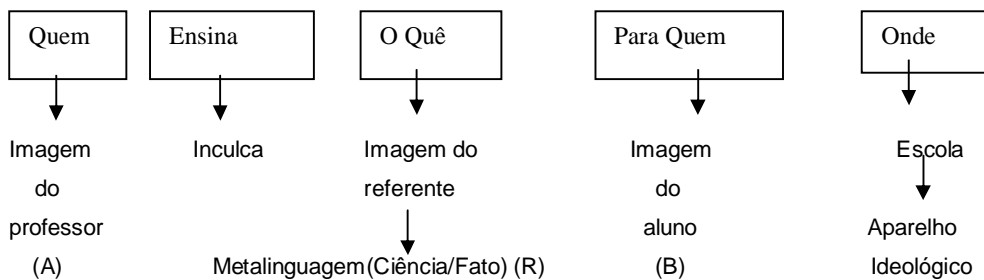 Quem Ensina O Quê Para Quem Onde
Imagem Inculca Imagem do Imagem Escola
do referente do
professor aluno Aparelho
(A) Metalinguagem(Ciência/Fato) (R) (B) Ideológico